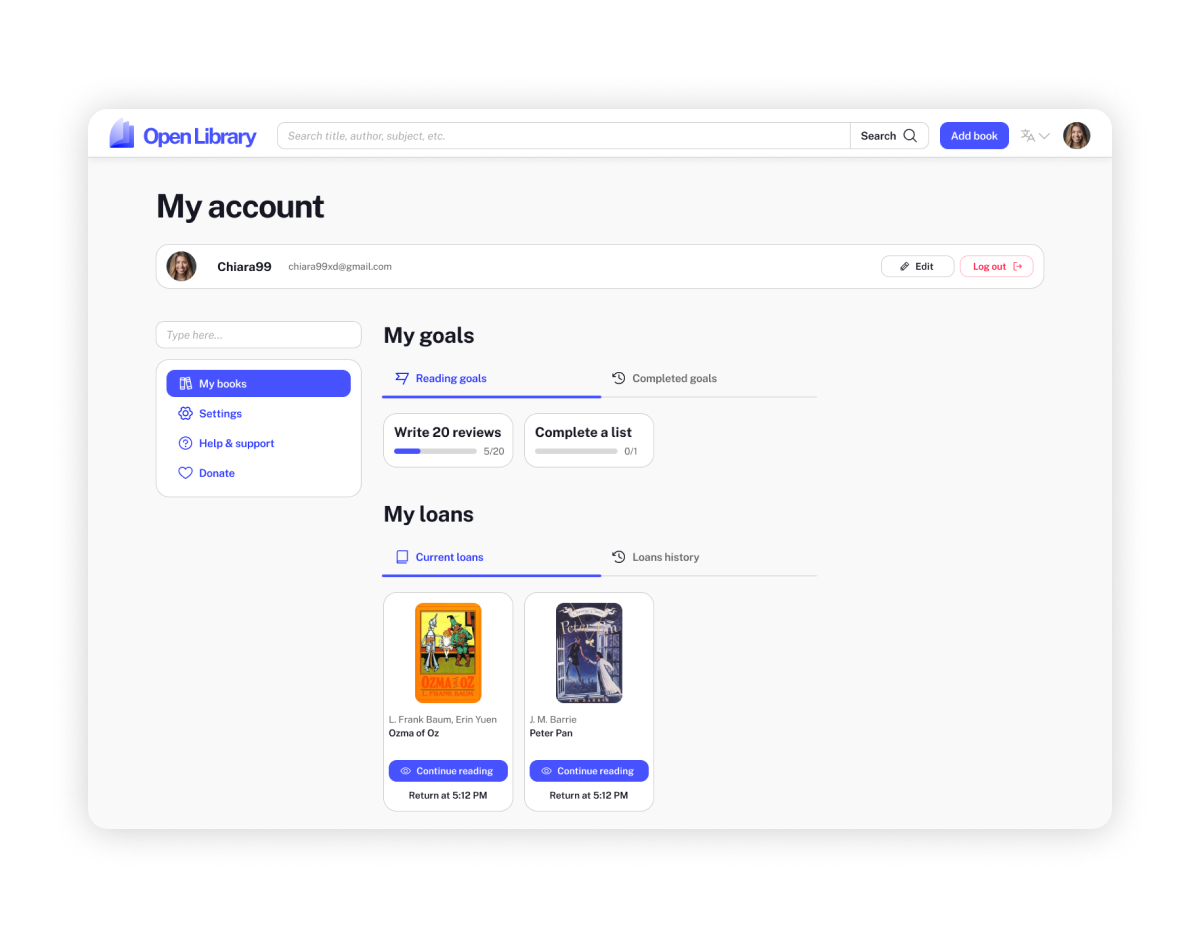 Open Library
Search title, author, subject, etc.
Search
Add book
My account
Chiara99
chiara99xd@gmail.com
Edit
Log out
Type here...
My books
Settings
Help & support
Donate
My goals
Reading goals
Completed goals
Write 20 reviews
5/20
Complete a list
0/1
My loans
Current loans
Loans history
OZMA OF OZ
L. FRANK BAUM
L. Frank Baum, Erin Yuen
Ozma of Oz
Continue reading
Return at 5:12 PM
Peter Pan
J. M. Barrie
Peter Pan
Continue reading
Return at 5:12 PM